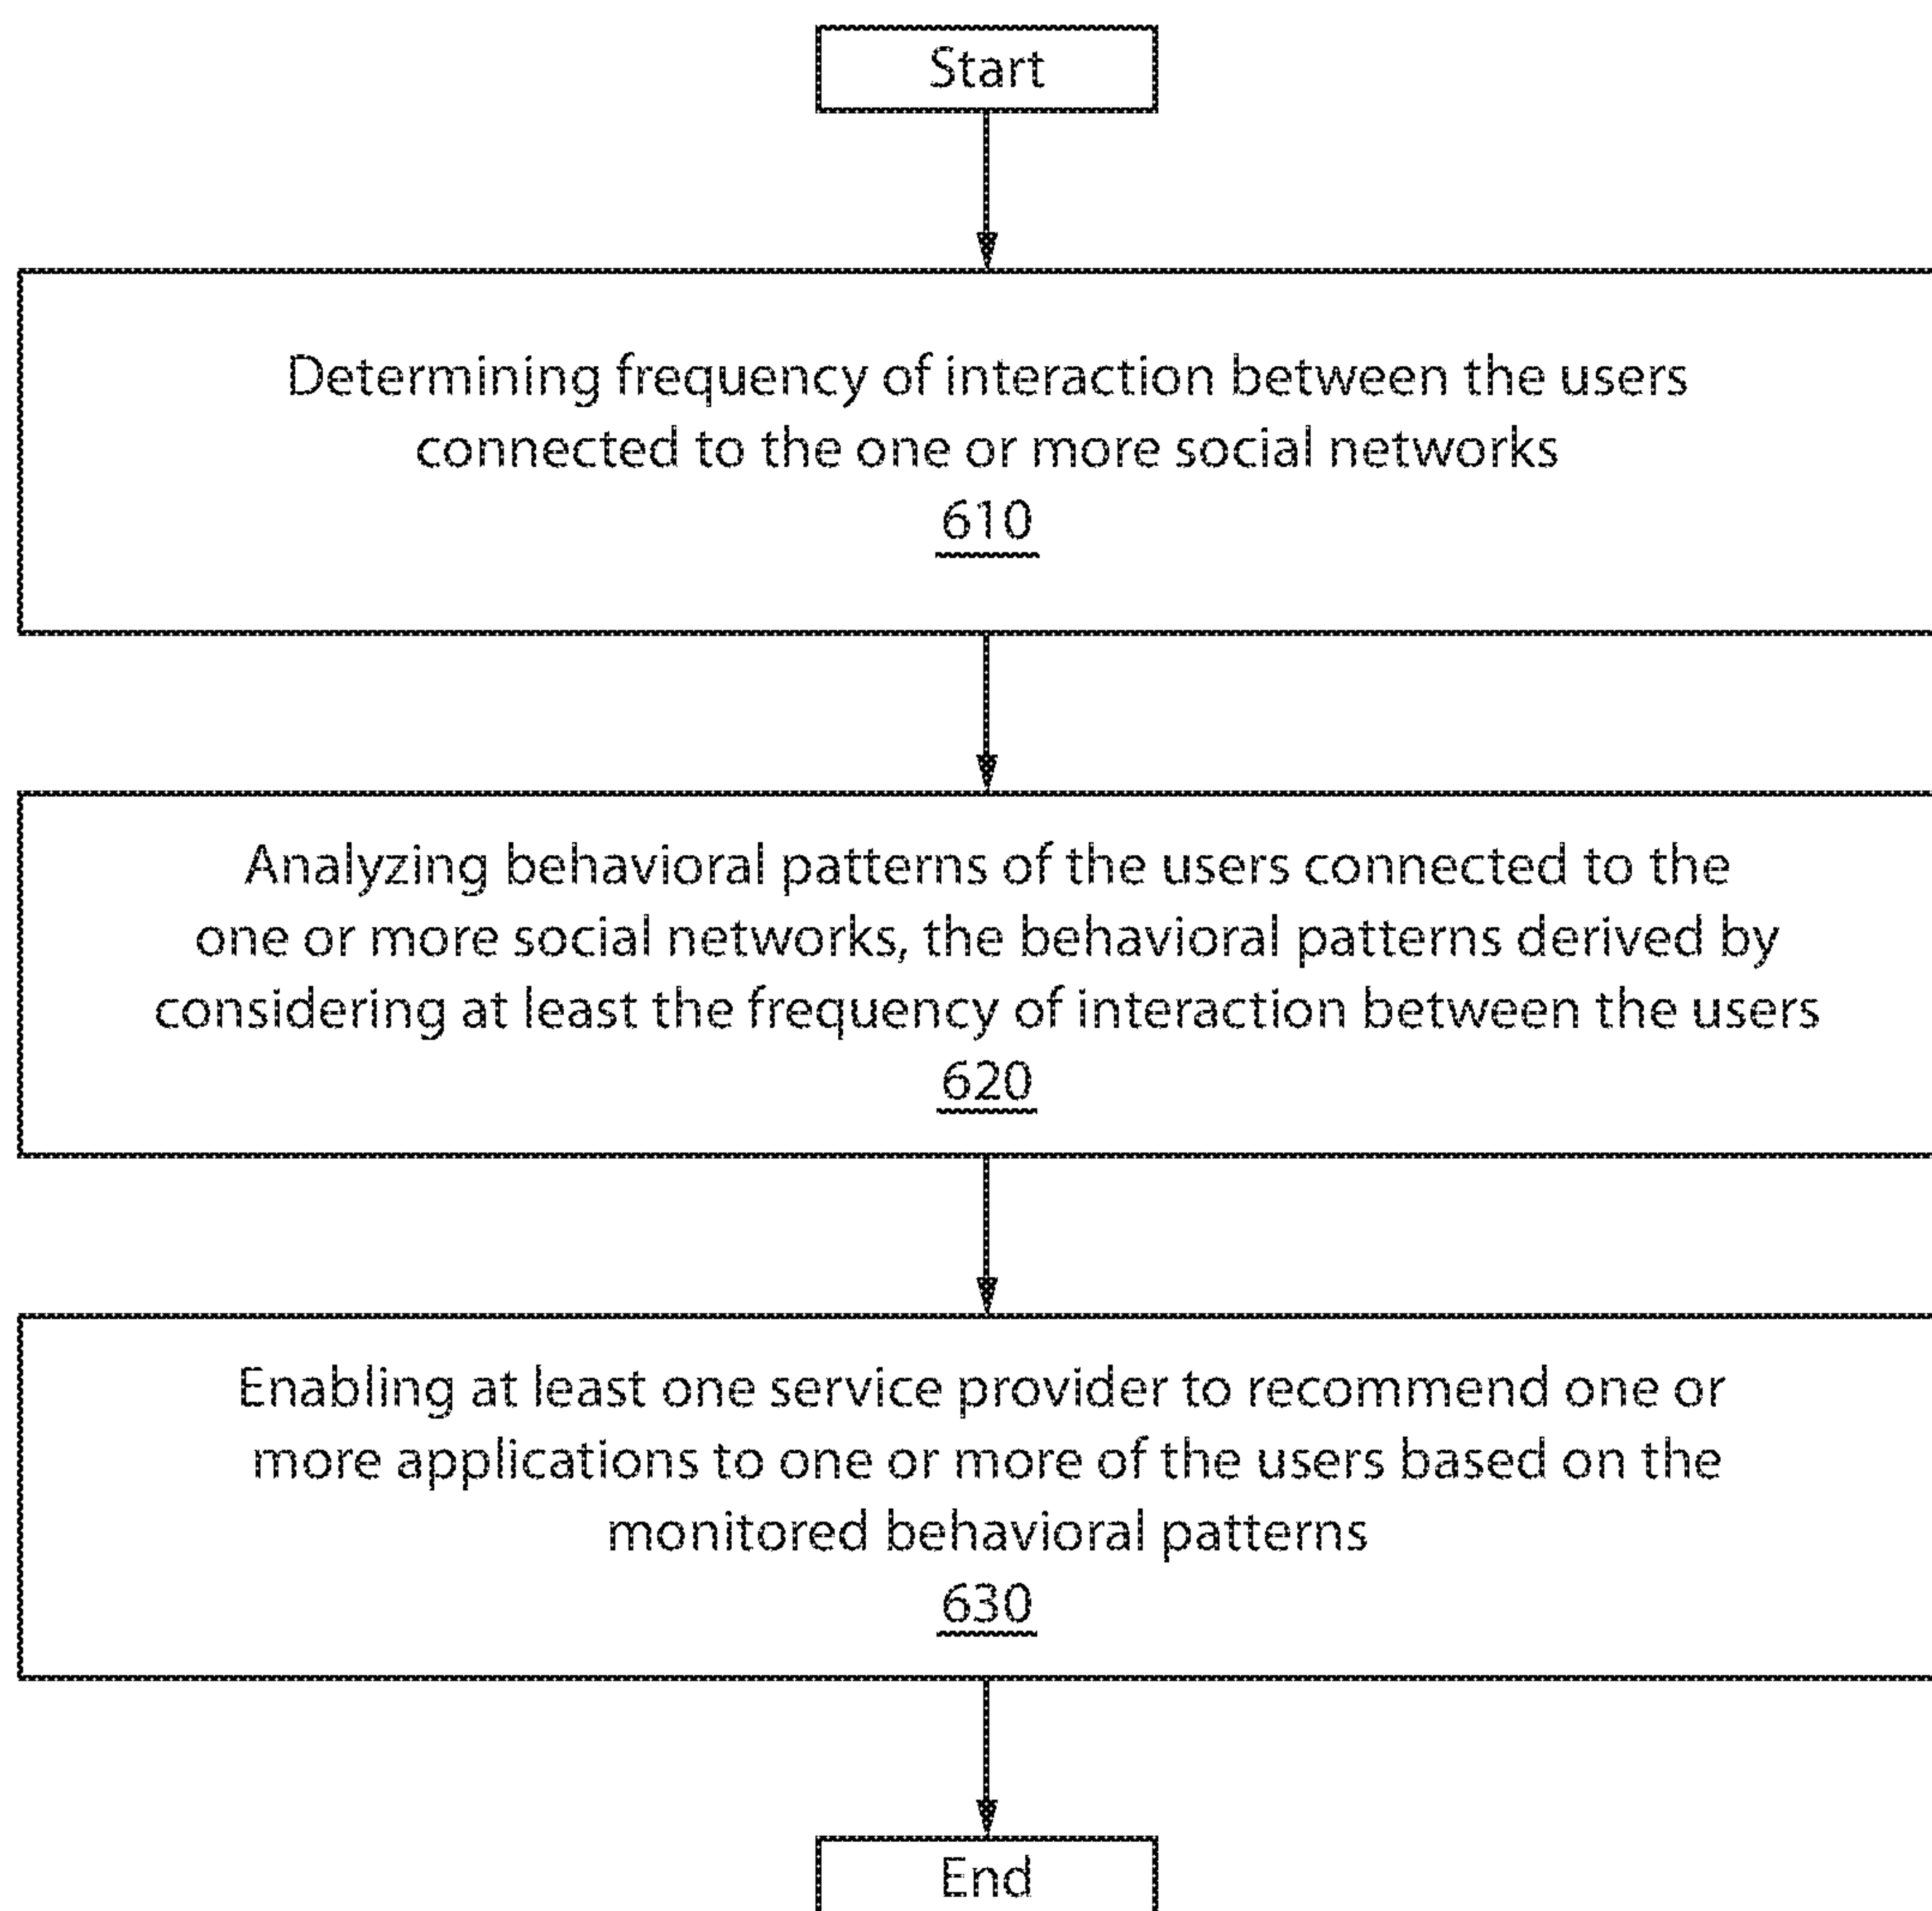 Start
Determining frequency of interaction between the users
connected to the one or more social networks
610
Analyzing behavioral patterns of the users connected to the
one or more social networks, the behavioral patterns derived by
considering at least the frequency of interaction between the users
620
Enabling at least one service provider to recommend one or
more applications to one or more of the users based on the
monitored behavioral patterns
630
End